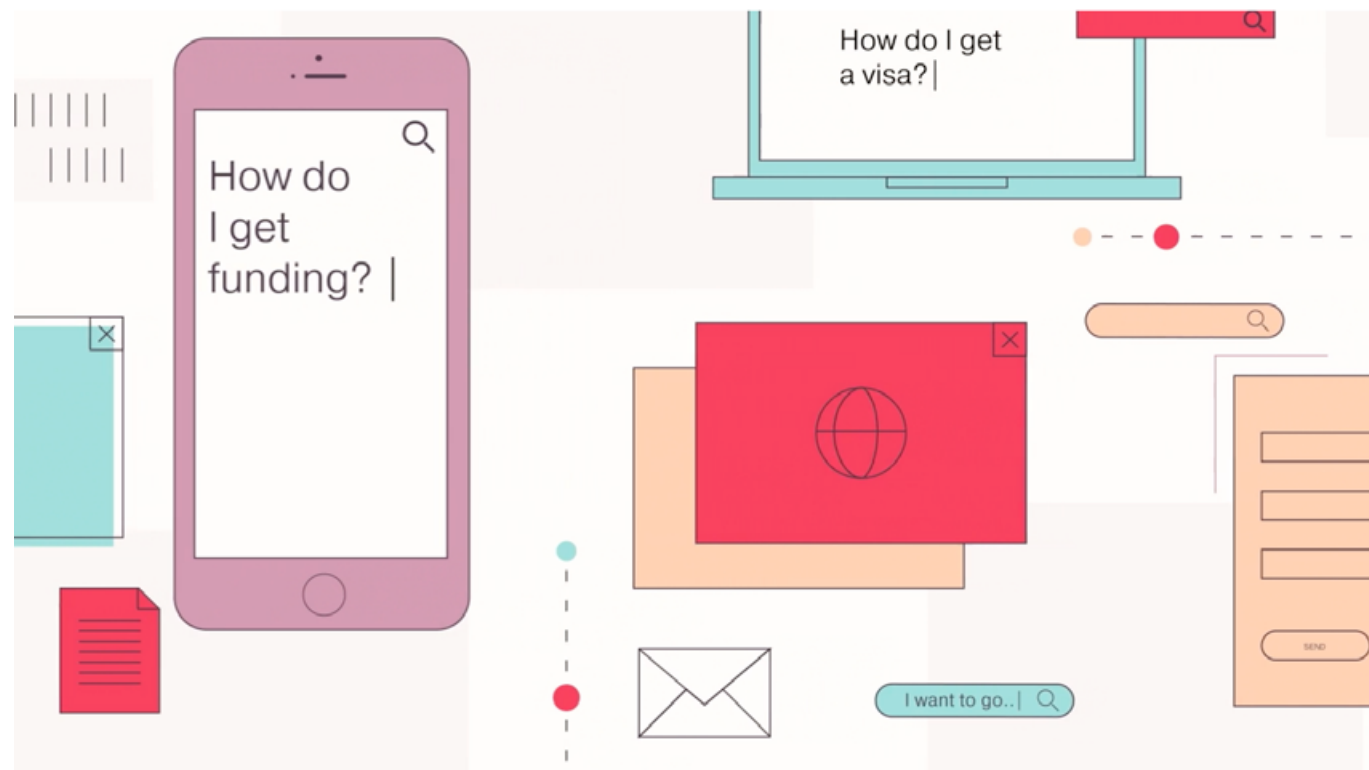 How do I get
a visa?
How do
I get
funding?
I want to go..
SEND